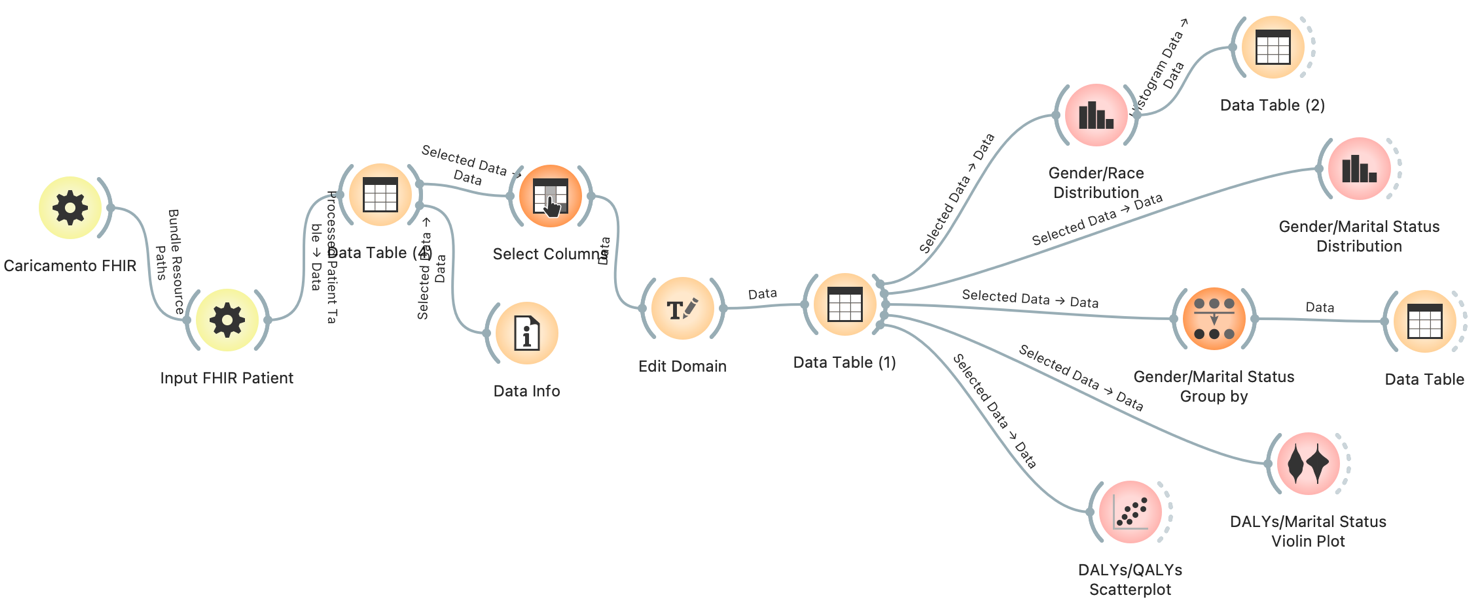 Caricamento FHIR
Bundle Resource
Paths
Input FHIR Patient
Processed Patient Ta
ble → Data
Data Table (4)
Selected Data →
Data
Selected Data →
Data
Data Info
Select Columns
Data
Edit Domain
Data
Data Table (1)
Selected Data → Data
Gender/Race
Distribution
Histogram Data →
Data
Data Table (2)
Selected Data → Data
Gender/Marital Status
Distribution
Selected Data → Data
Gender/Marital Status
Group by
Data
Data Table
Selected Data → Data
DALYs/Marital Status
Violin Plot
Selected Data → Data
DALYs/QALYs
Scatterplot